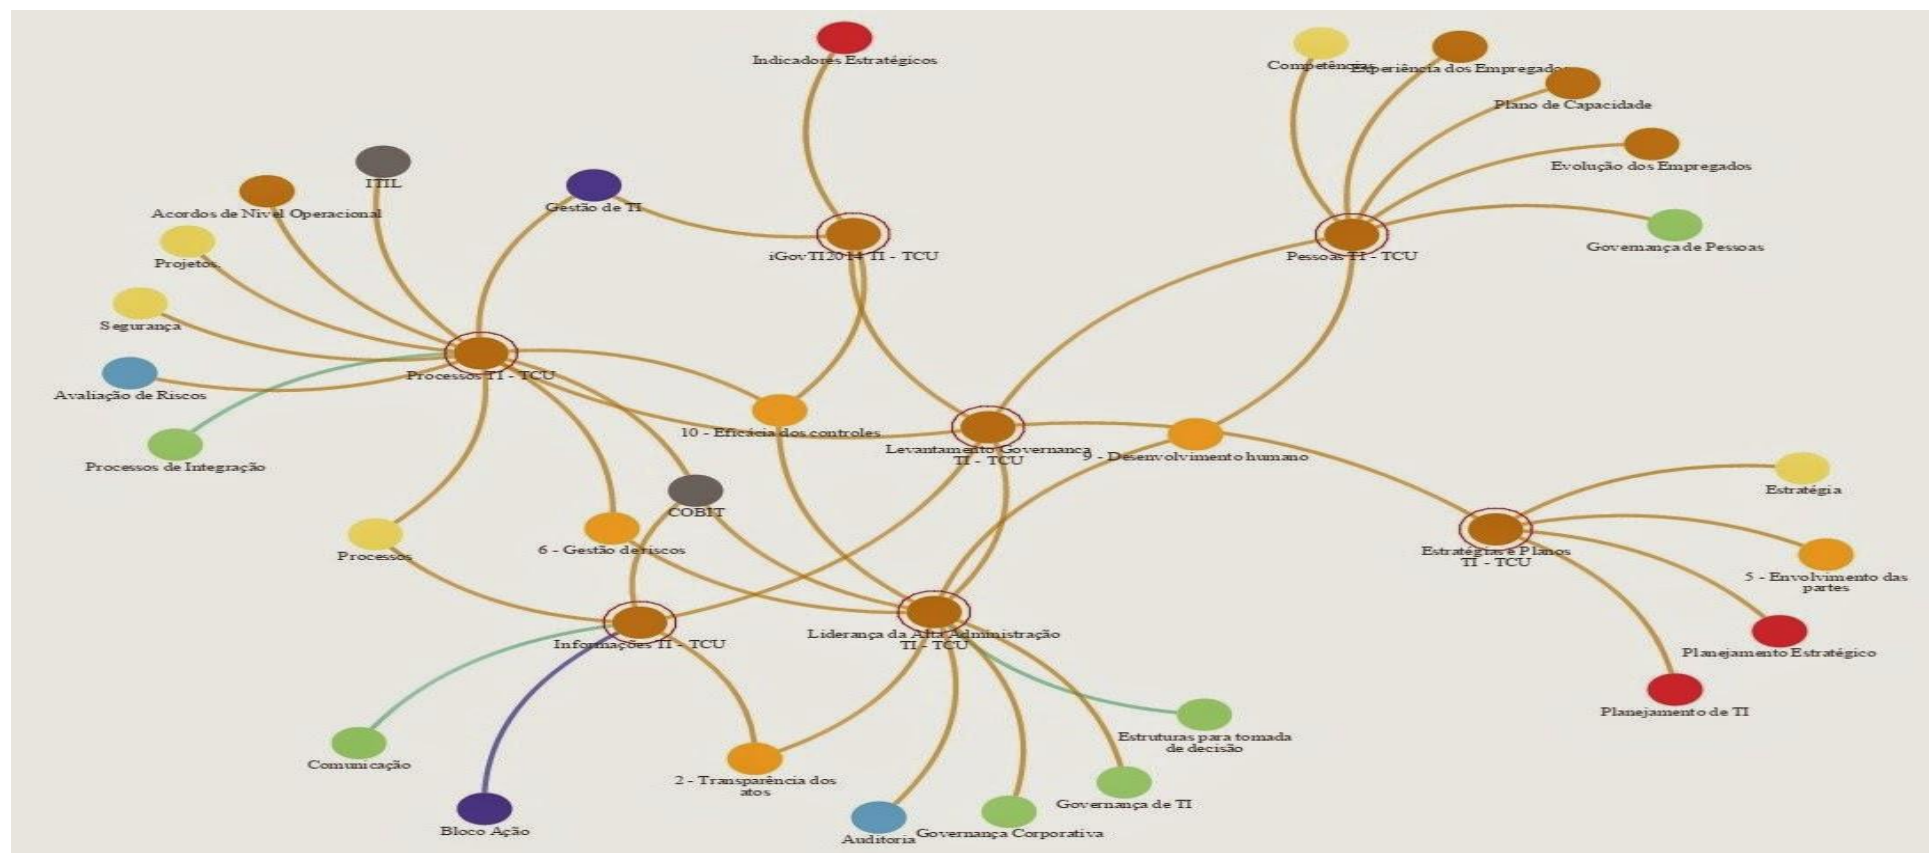 Indicadores Estratégicos
Competências
Experiência dos Empregados
Plano de Capacidade
Evolução dos Empregados
ITIL
Gestão de TI
Acordos de Nível Operacional
Governança de Pessoas
iGovTI2014 TI - TCU
Pessoas TI - TCU
Projetos
Segurança
Processos TI - TCU
Avaliação de Riscos
10 - Eficácia dos controles
Levantamento Governança
TI - TCU
9 - Desenvolvimento humano
Processos de Integração
Estratégia
COBIT
Processos
6 - Gestão de riscos
Estratégias e Planos
TI - TCU
5 - Envolvimento das
partes
Informações TI - TCU
Liderança da Alta Administração
TI - TCU
Planejamento Estratégico
Planejamento de TI
Estruturas para tomada
de decisão
Comunicação
2 - Transparência dos
atos
Governança de TI
Bloco Ação
Auditoria
Governança Corporativa